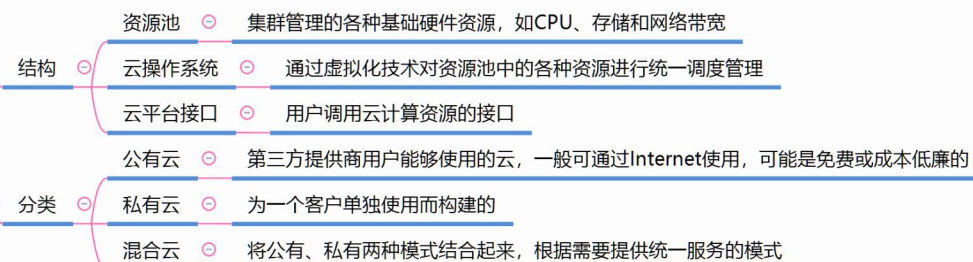 资源池 集群管理的各种基础硬件资源，如CPU、存储和网络带宽
结构 云操作系统 通过虚拟化技术对资源池中的各种资源进行统一调度管理
云平台接口 用户调用云计算资源的接口
公有云 第三方提供商用户能够使用的云，一般可通过Internet使用，可能是免费或成本低廉的
分类 私有云 为一个客户单独使用而构建的
混合云 将公有、私有两种模式结合起来，根据需要提供统一服务的模式